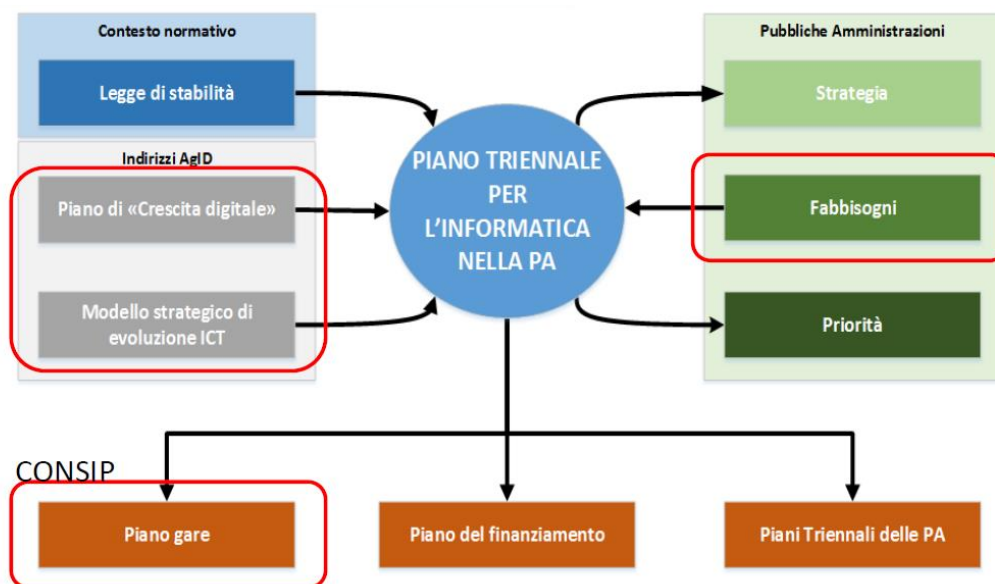 Contesto normativo
Legge di stabilità
Indirizzi AgID
Piano di «Crescita digitale»
Modello strategico di
evoluzione ICT
PIANO TRIENNALE
PER
L'INFORMATICA
NELLA PA
Pubbliche Amministrazioni
Strategia
Fabbisogni
Priorità
CONSIP
Piano gare
Piano del finanziamento
Piani Triennali delle PA